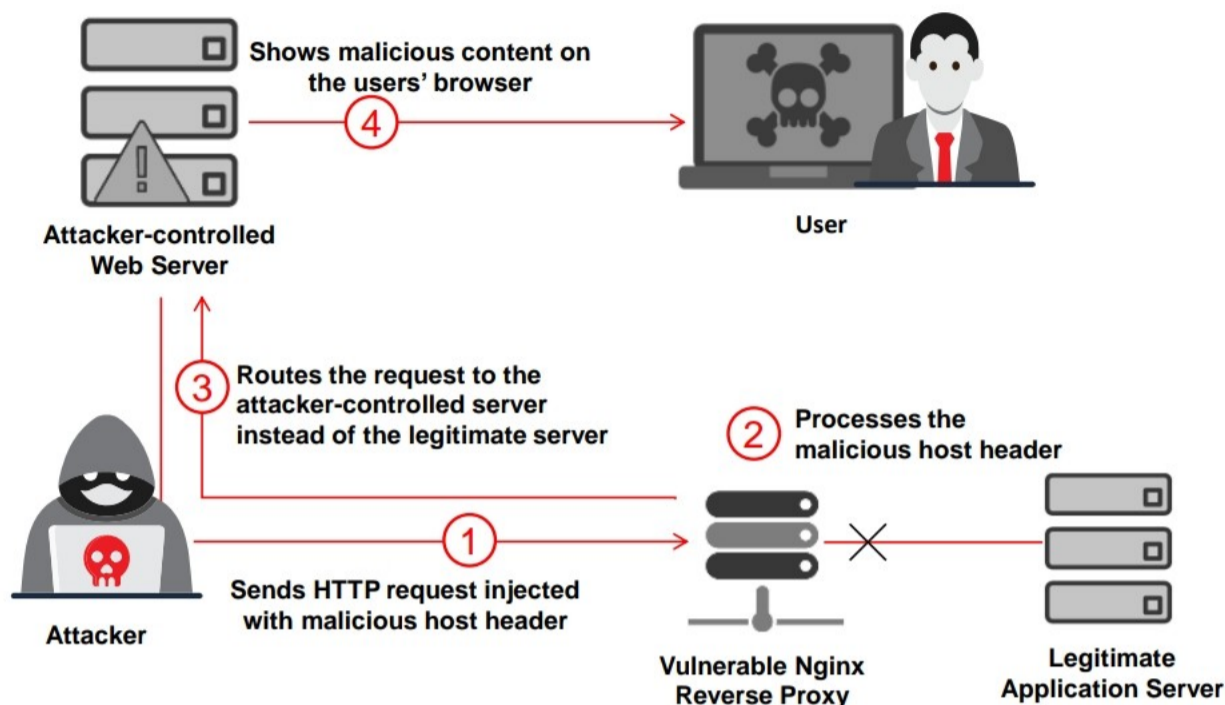 Shows malicious content on
the users' browser
4
User
Attacker-controlled
Web Server
3
Routes the request to the
attacker-controlled server
instead of the legitimate server
2
Processes the
malicious host header
1
Sends HTTP request injected
with malicious host header
Attacker
Vulnerable Nginx
Reverse Proxy
Legitimate
Application Server